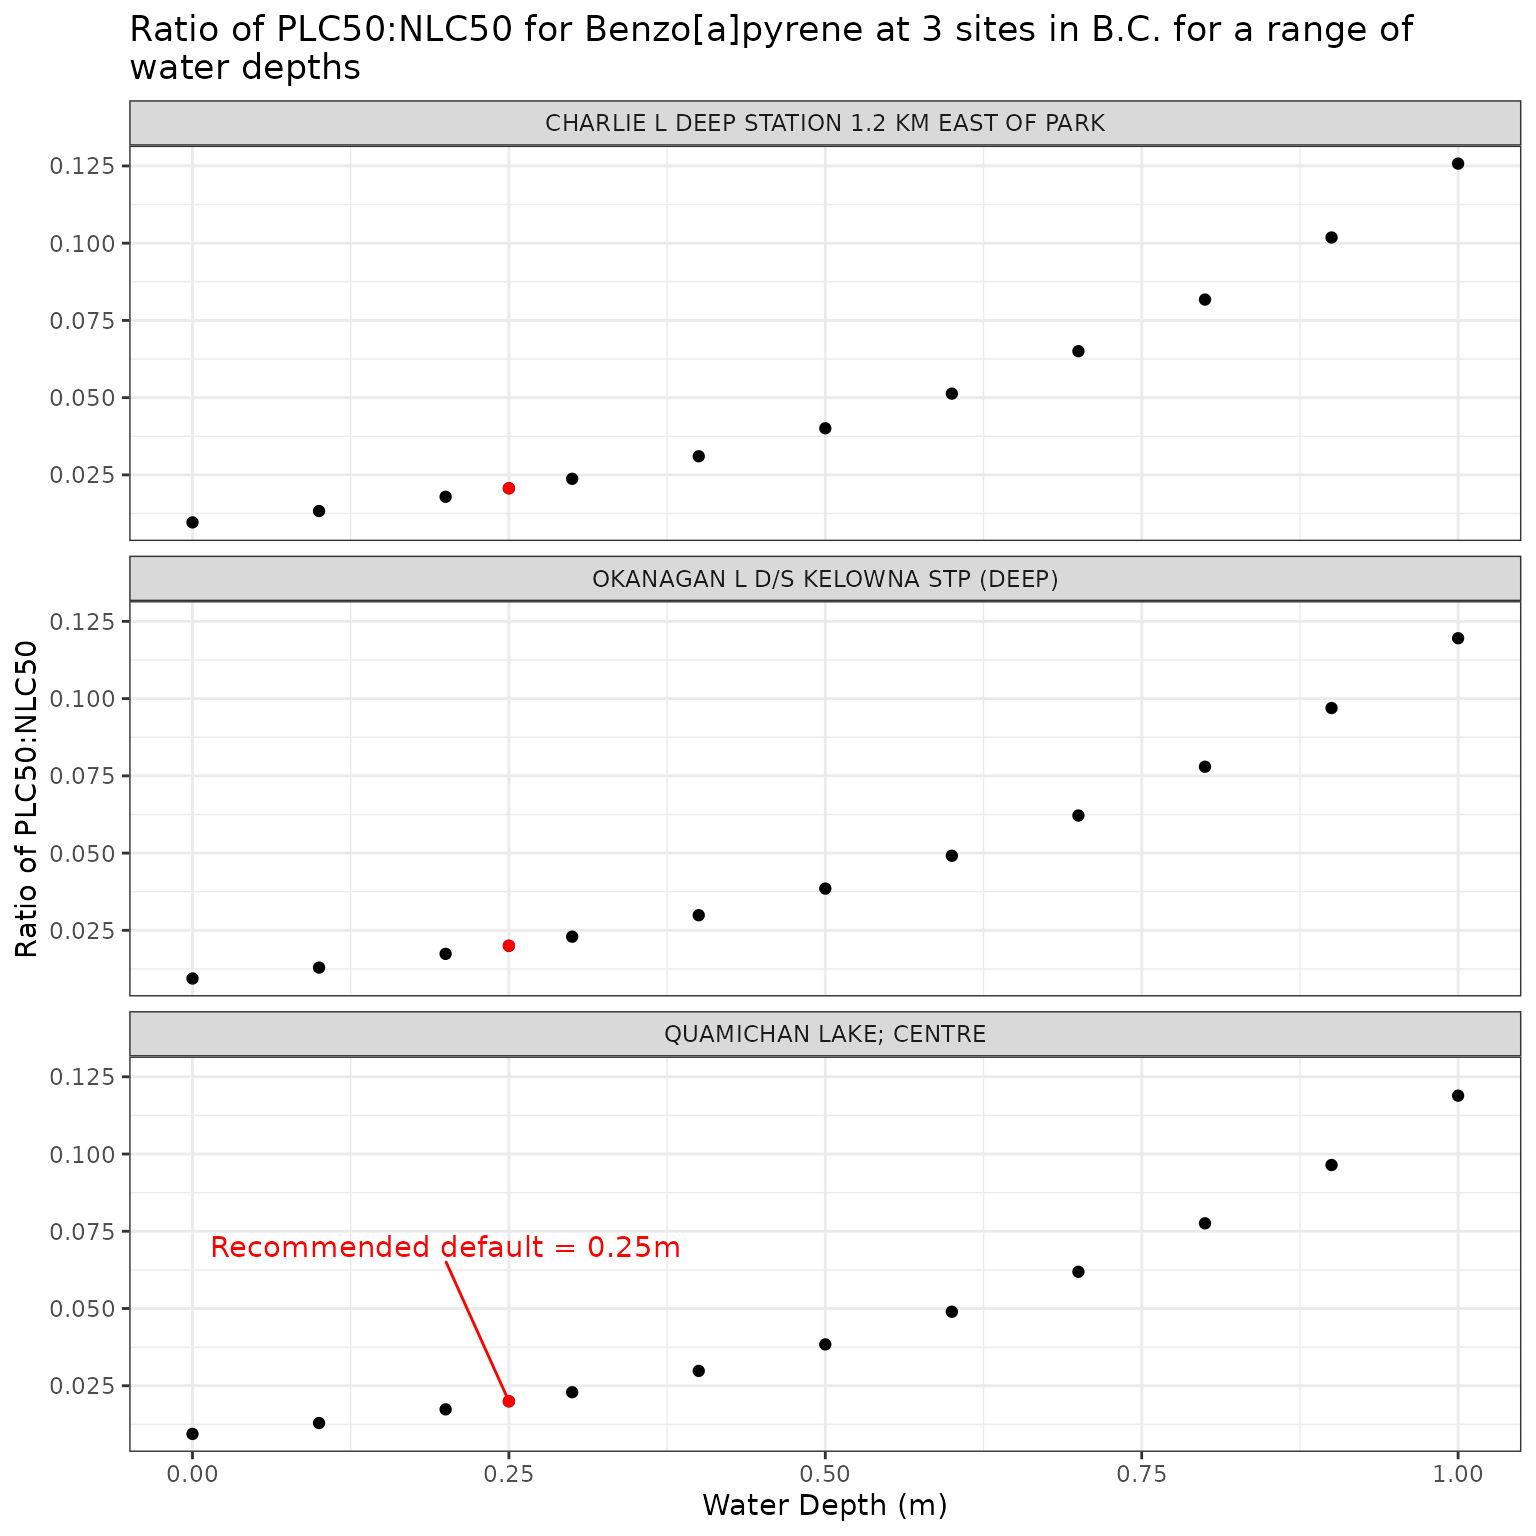 Ratio of PLC50:NLC50 for Benzo[a]pyrene at 3 sites in B.C. for a range of
water depths
CHARLIE L DEEP STATION 1.2 KM EAST OF PARK
0.125
0.100
0.075
0.050
0.025
OKANAGAN L D/S KELOWNA STP (DEEP)
0.125
0.100
0.075
0.050
0.025
Ratio of PLC50:NLC50
QUAMICHAN LAKE; CENTRE
0.125
0.100
0.075
0.050
0.025
Recommended default = 0.25m
0.00 0.25 0.50 0.75 1.00
Water Depth (m)